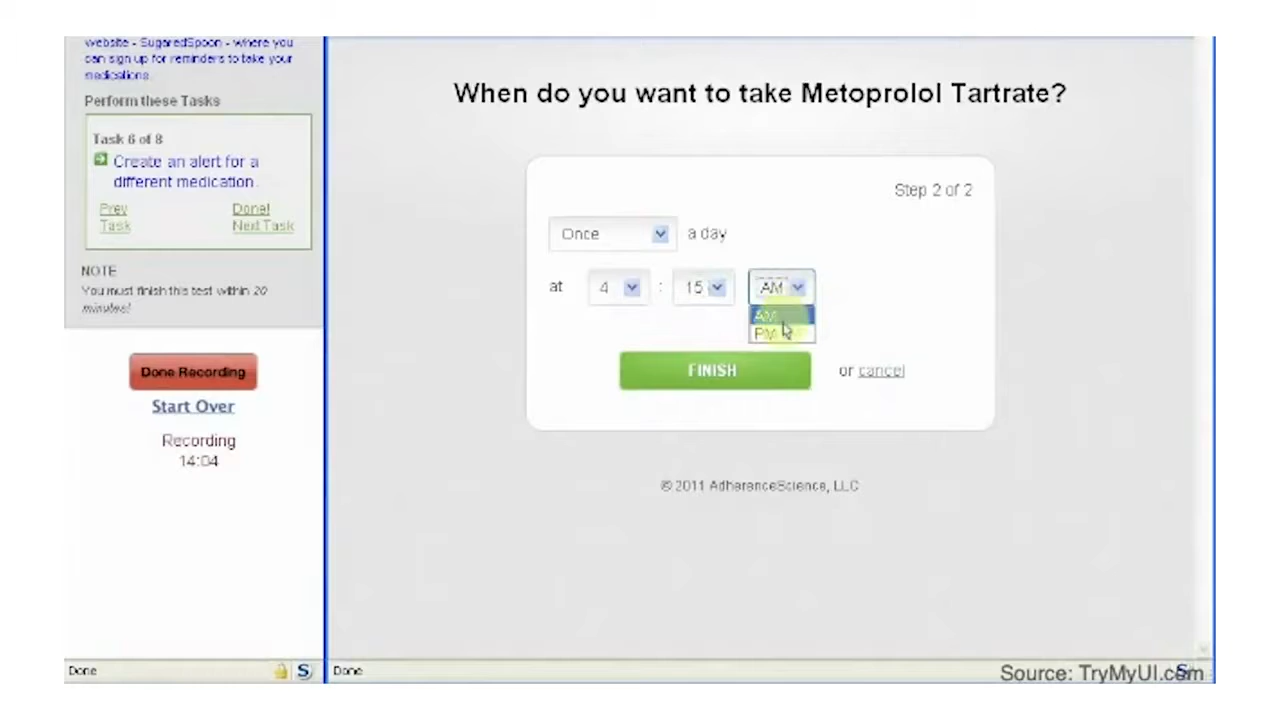 website - SugaredSpoon - where you
can sign up for reminders to take your
medications.
Perform these Tasks
Task 6 of 8
Create an alert for a
different medication.
Prev
Task
Done!
Next Task
NOTE
You must finish this test within 20
minutes!
Done Recording
Start Over
Recording
14:04
Done
When do you want to take Metoprolol Tartrate?
Step 2 of 2
Once a day
at 4 : 15 AM
AM
PM
FINISH or cancel
© 2011 AdherenceScience, LLC
Done
Source: TryMyUI.com